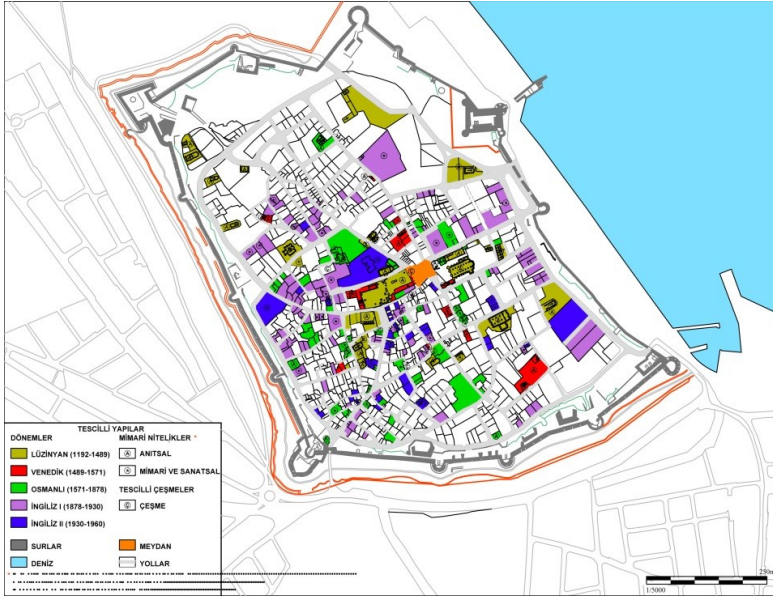 TESCİLLİ YAPILAR
DÖNEMLER
MİMARİ NİTELİKLER *
LÜZİNYAN (1192-1489)
A ANITSAL
VENEDİK (1489-1571)
MİMARİ VE SANATSAL
OSMANLI (1571-1878)
TESCİLLİ ÇEŞMELER
İNGİLİZ I (1878-1930)
Ç ÇEŞME
İNGİLİZ II (1930-1960)
SURLAR
MEYDAN
DENİZ
YOLLAR
250m
1/5000